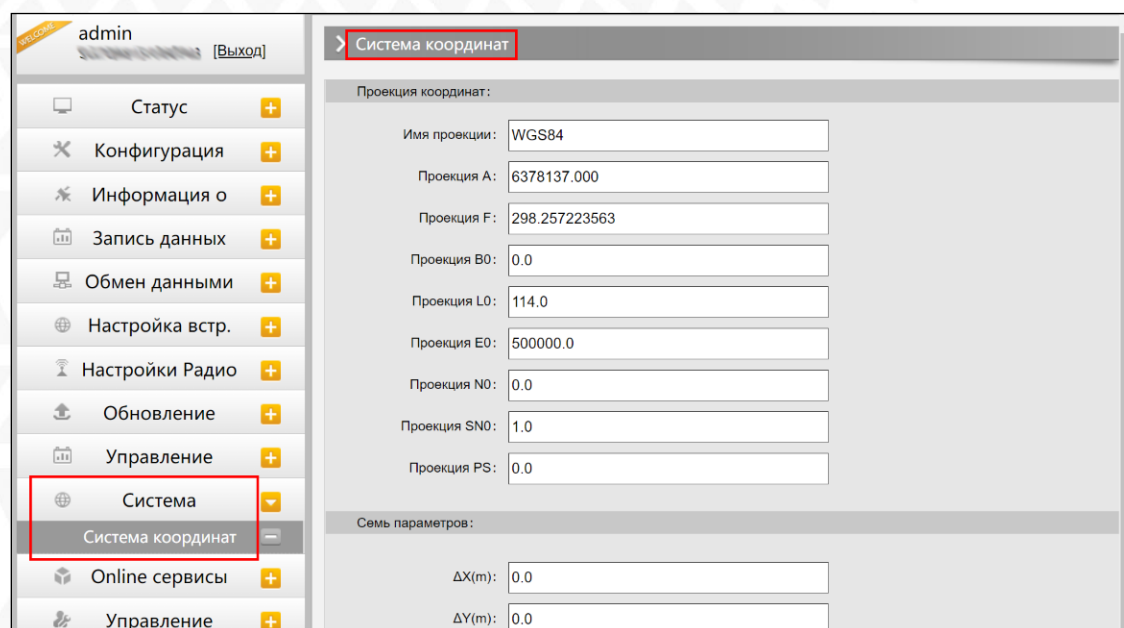 WELCOME
admin
[Выход]
Статус
Конфигурация
Информация о
Запись данных
Обмен данными
Настройка встр.
Настройки Радио
Обновление
Управление
Система
Система координат
Online сервисы
Управление
Система координат
Проекция координат:
Имя проекции: WGS84
Проекция A: 6378137.000
Проекция F: 298.257223563
Проекция B0: 0.0
Проекция L0: 114.0
Проекция E0: 500000.0
Проекция N0: 0.0
Проекция SN0: 1.0
Проекция PS: 0.0
Семь параметров:
ΔX(m): 0.0
ΔY(m): 0.0